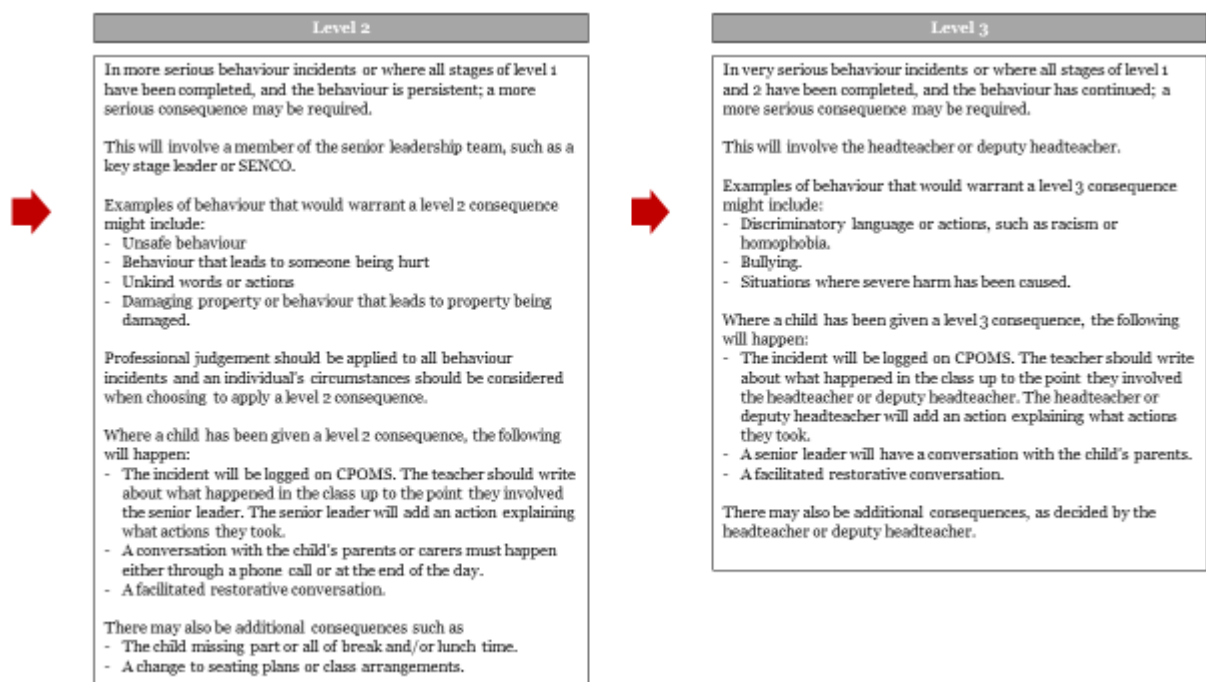 Level 2
In more serious behaviour incidents or where all stages of level 1
have been completed, and the behaviour is persistent; a more
serious consequence may be required.
This will involve a member of the senior leadership team, such as a
key stage leader or SENCO.
Examples of behaviour that would warrant a level 2 consequence
might include:
- Unsafe behaviour
- Behaviour that leads to someone being hurt
- Unkind words or actions
- Damaging property or behaviour that leads to property being
damaged.
Professional judgement should be applied to all behaviour
incidents and an individual's circumstances should be considered
when choosing to apply a level 2 consequence.
Where a child has been given a level 2 consequence, the following
will happen:
- The incident will be logged on CPOMS. The teacher should write
about what happened in the class up to the point they involved
the senior leader. The senior leader will add an action explaining
what actions they took.
- A conversation with the child's parents or carers must happen
either through a phone call or at the end of the day.
- A facilitated restorative conversation.
There may also be additional consequences such as
- The child missing part or all of break and/or lunch time.
- A change to seating plans or class arrangements.
Level 3
In very serious behaviour incidents or where all stages of level 1
and 2 have been completed, and the behaviour has continued; a
more serious consequence may be required.
This will involve the headteacher or deputy headteacher.
Examples of behaviour that would warrant a level 3 consequence
might include:
- Discriminatory language or actions, such as racism or
homophobia.
- Bullying.
- Situations where severe harm has been caused.
Where a child has been given a level 3 consequence, the following
will happen:
- The incident will be logged on CPOMS. The teacher should write
about what happened in the class up to the point they involved
the headteacher or deputy headteacher. The headteacher or
deputy headteacher will add an action explaining what actions
they took.
- A senior leader will have a conversation with the child's parents.
- A facilitated restorative conversation.
There may also be additional consequences, as decided by the
headteacher or deputy headteacher.